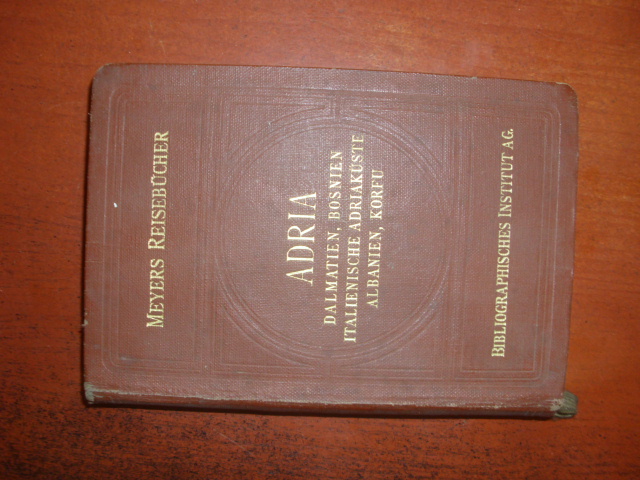 MEYERS REISEBÜCHER
ADRIA
DALMATIEN, BOSNIEN
ITALIENISCHE ADRIAKÜSTE
ALBANIEN, KORFU
BIBLIOGRAPHISCHES INSTITUT AG.